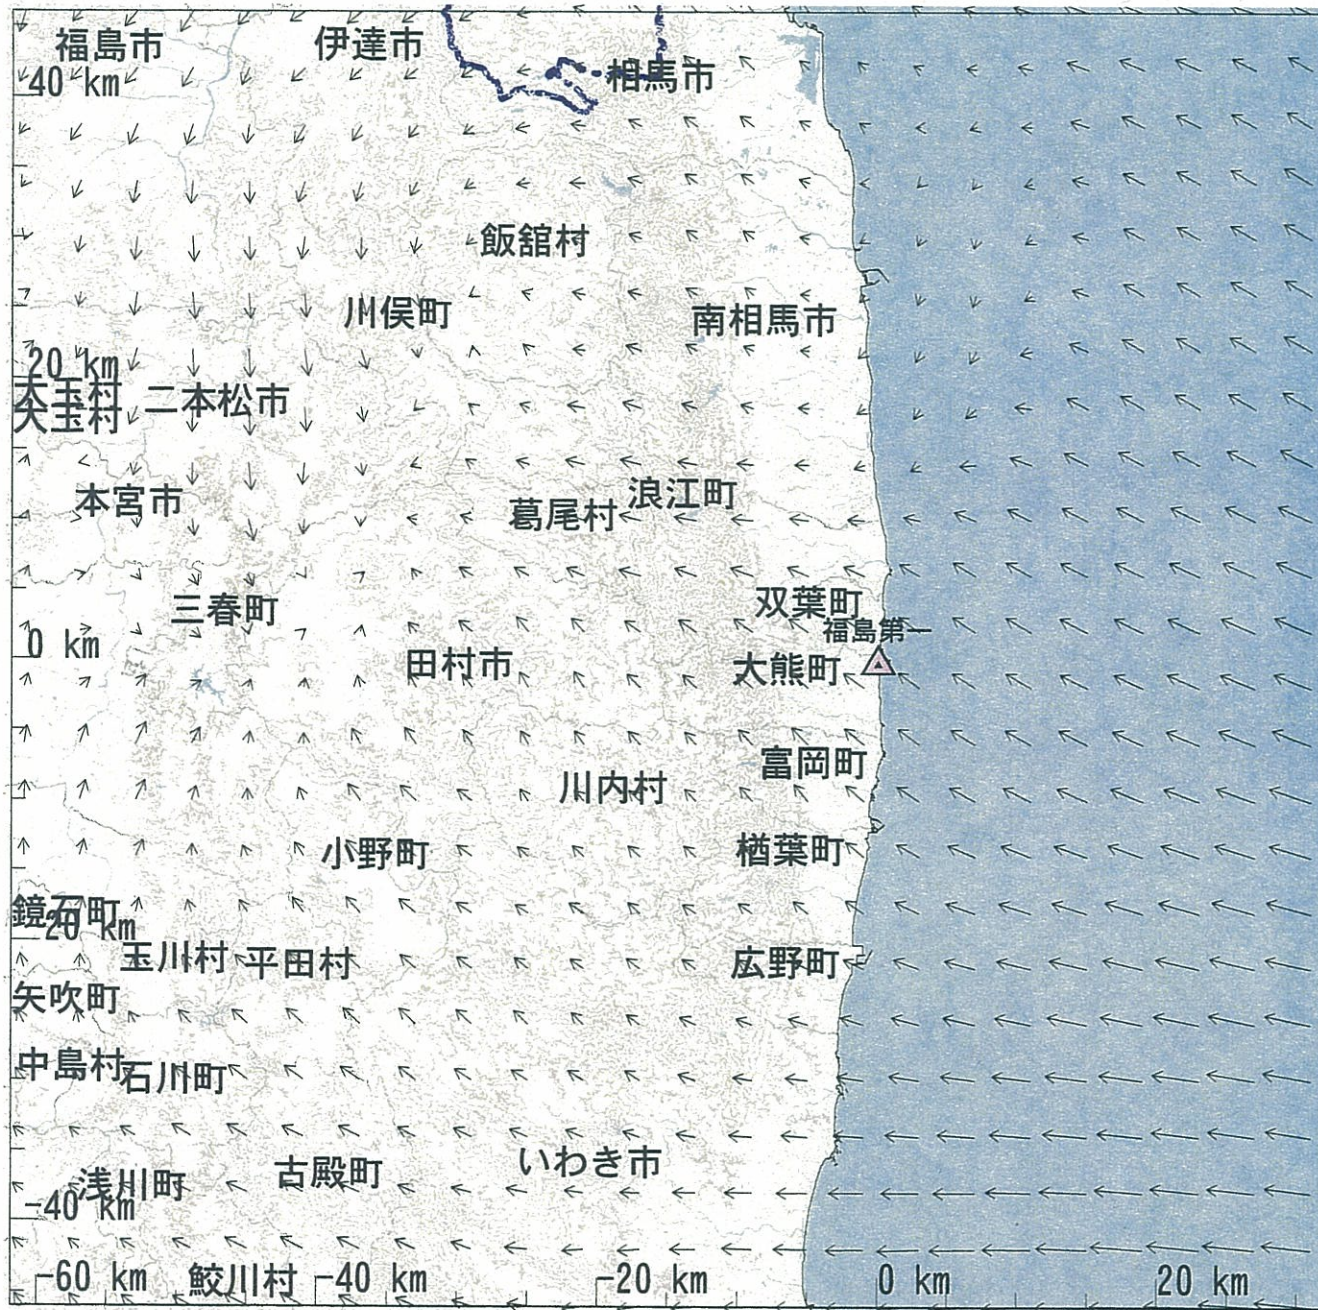 福島市
伊達市
相馬市
40 km
飯舘村
川俣町
南相馬市
20 km
大玉村
二本松市
大玉村
本宮市
浪江町
葛尾村
双葉町
三春町
福島第一
0 km
田村市
大熊町
富岡町
川内村
小野町
楢葉町
鏡石町
-20 km
玉川村
平田村
広野町
矢吹町
中島村
石川町
いわき市
古殿町
浅川町
-40 km
-60 km
鮫川村
-40 km
-20 km
0 km
20 km